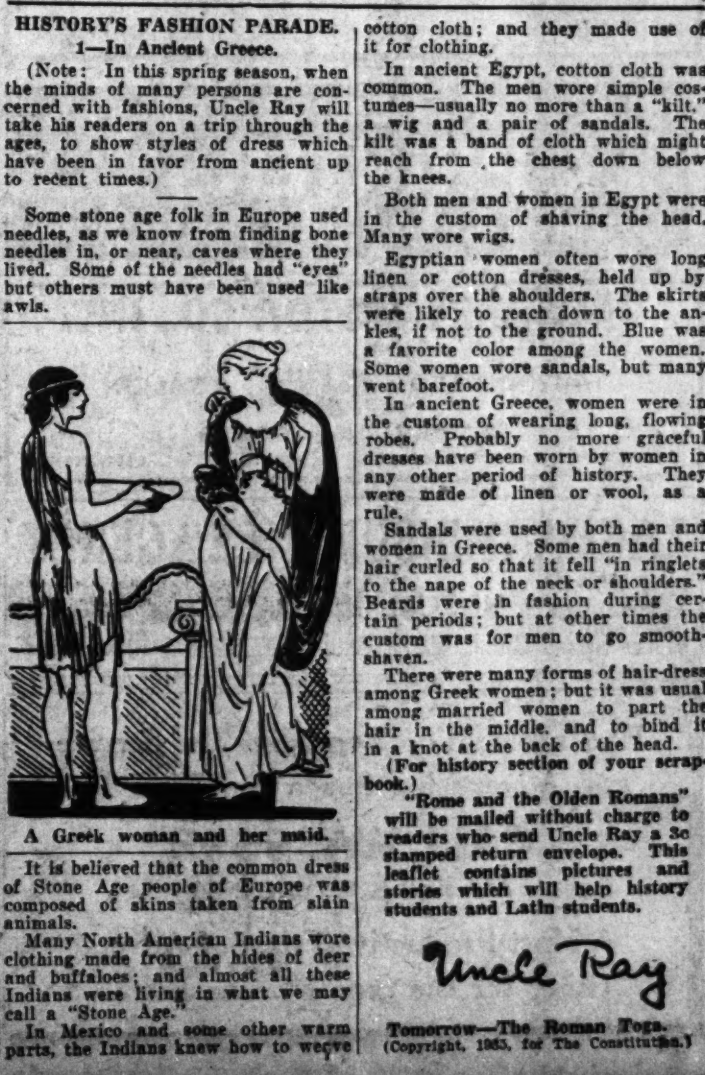 HISTORY'S FASHION PARADE.
1—In Ancient Greece.
(Note: In this spring season, when
the minds of many persons are con-
cerned with fashions, Uncle Ray will
take his readers on a trip through the
ages, to show styles of dress which
have been in favor from ancient up
to recent times.)
Some stone age folk in Europe used
needles, as we know from finding bone
needles in, or near, caves where they
lived. Some of the needles had "eyes"
but others must have been used like
awls.
A Greek woman and her maid.
It is believed that the common dress
of Stone Age people of Europe was
composed of skins taken from slain
animals.
Many North American Indians wore
clothing made from the hides of deer
and buffaloes; and almost all these
Indians were living in what we may
call a "Stone Age."
In Mexico and some other warm
parts, the Indians knew how to weave
cotton cloth; and they made use of
it for clothing.
In ancient Egypt, cotton cloth was
common. The men wore simple cos-
tumes—usually no more than a "kilt,"
a wig and a pair of sandals. The
kilt was a band of cloth which might
reach from the chest down below
the knees.
Both men and women in Egypt were
in the custom of shaving the head.
Many wore wigs.
Egyptian women often wore long
linen or cotton dresses, held up by
straps over the shoulders. The skirts
were likely to reach down to the an-
kles, if not to the ground. Blue was
a favorite color among the women.
Some women wore sandals, but many
went barefoot.
In ancient Greece, women were in
the custom of wearing long, flowing
robes. Probably no more graceful
dresses have been worn by women in
any other period of history. They
were made of linen or wool, as a
rule.
Sandals were used by both men and
women in Greece. Some men had their
hair curled so that it fell "in ringlets
to the nape of the neck or shoulders."
Beards were in fashion during cer-
tain periods; but at other times the
custom was for men to go smooth-
shaven.
There were many forms of hair-dress
among Greek women; but it was usual
among married women to part the
hair in the middle, and to bind it
in a knot at the back of the head.
(For history section of your scrap-
book.)
"Rome and the Olden Romans"
will be mailed without charge to
readers who send Uncle Ray a 3c
stamped return envelope. This
leaflet contains pictures and
stories which will help history
students and Latin students.
Uncle Ray
Tomorrow—The Roman Toga.
(Copyright, for The Constitution.)